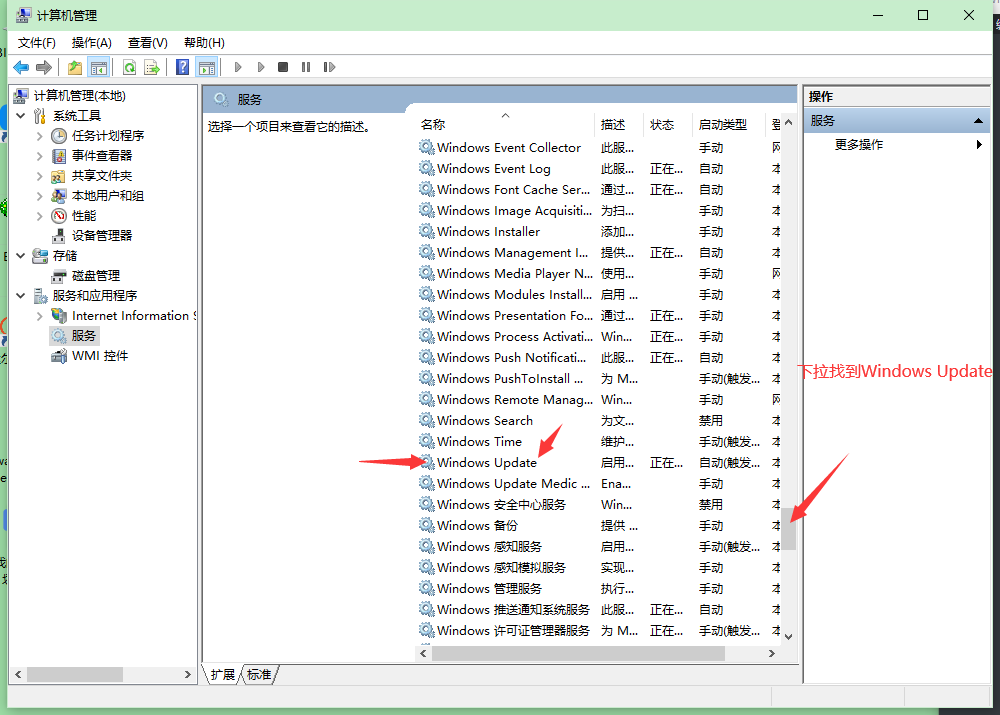 计算机管理
文件(F) 操作(A) 查看(V) 帮助(H)
计算机管理(本地)
系统工具
任务计划程序
事件查看器
共享文件夹
本地用户和组
性能
设备管理器
存储
磁盘管理
服务和应用程序
Internet Information S
服务
WMI 控件
服务
选择一个项目来查看它的描述。
名称 描述 状态 启动类型 登
Windows Event Collector 此服... 手动 网
Windows Event Log 此服... 正在... 自动 本
Windows Font Cache Ser... 通过... 正在... 自动 本
Windows Image Acquisiti... 为扫... 手动 本
Windows Installer 添加... 手动 本
Windows Management I... 提供... 正在... 自动 本
Windows Media Player N... 使用... 手动 网
Windows Modules Install... 启用 ... 手动 本
Windows Presentation Fo... 通过... 正在... 手动 本
Windows Process Activati... Win... 正在... 手动 本
Windows Push Notificati... 此服... 正在... 自动 本
Windows PushToInstall ... 为 M... 手动(触发... 本
Windows Remote Manag... Win... 手动 网
Windows Search 为文... 禁用 本
Windows Time 维护... 手动(触发... 本
Windows Update 启用... 正在... 自动(触发... 本
Windows Update Medic ... Ena... 手动 本
Windows 安全中心服务 Win... 禁用 本
Windows 备份 提供 ... 手动 本
Windows 感知服务 启用... 手动(触发... 本
Windows 感知模拟服务 实现... 手动 本
Windows 管理服务 执行... 手动 本
Windows 推送通知系统服务 此服... 正在... 自动 本
Windows 许可证管理器服务 为 M... 正在... 手动(触发... 本
扩展 标准
操作
服务
更多操作
下拉找到Windows Update